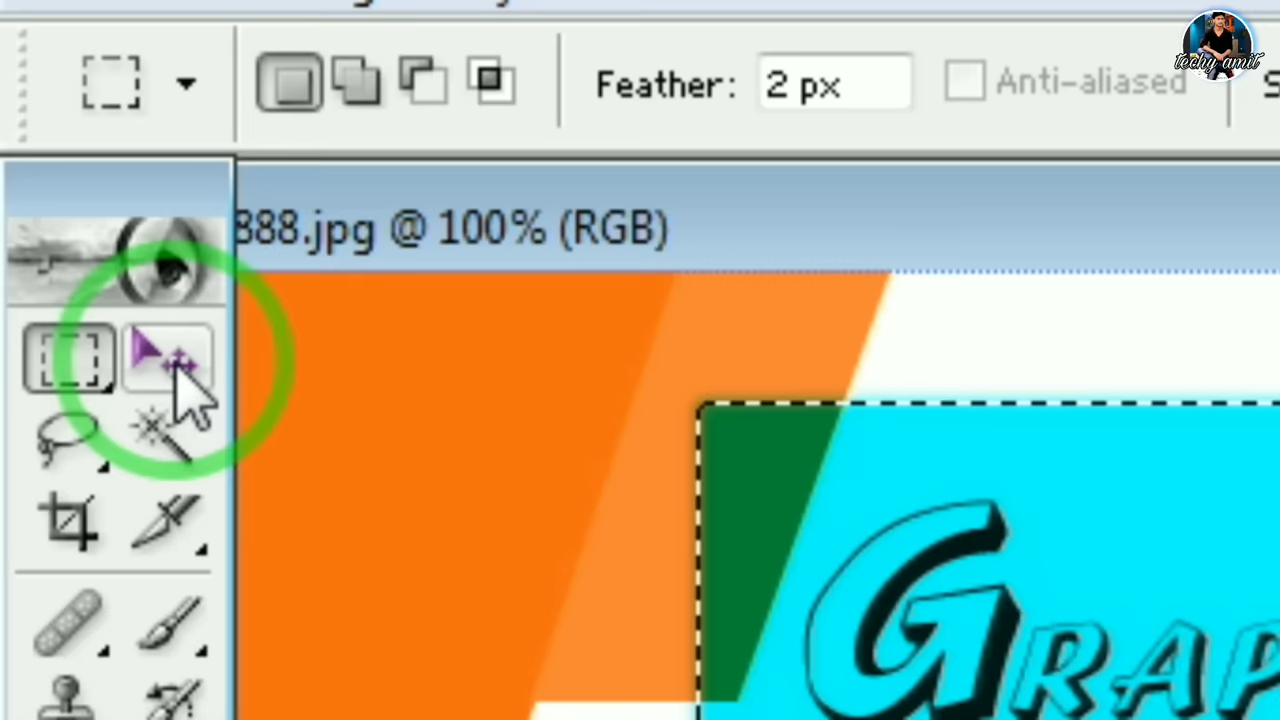 techy amit
Feather: 2 px Anti-aliased S
888.jpg @ 100% (RGB)
GRAP